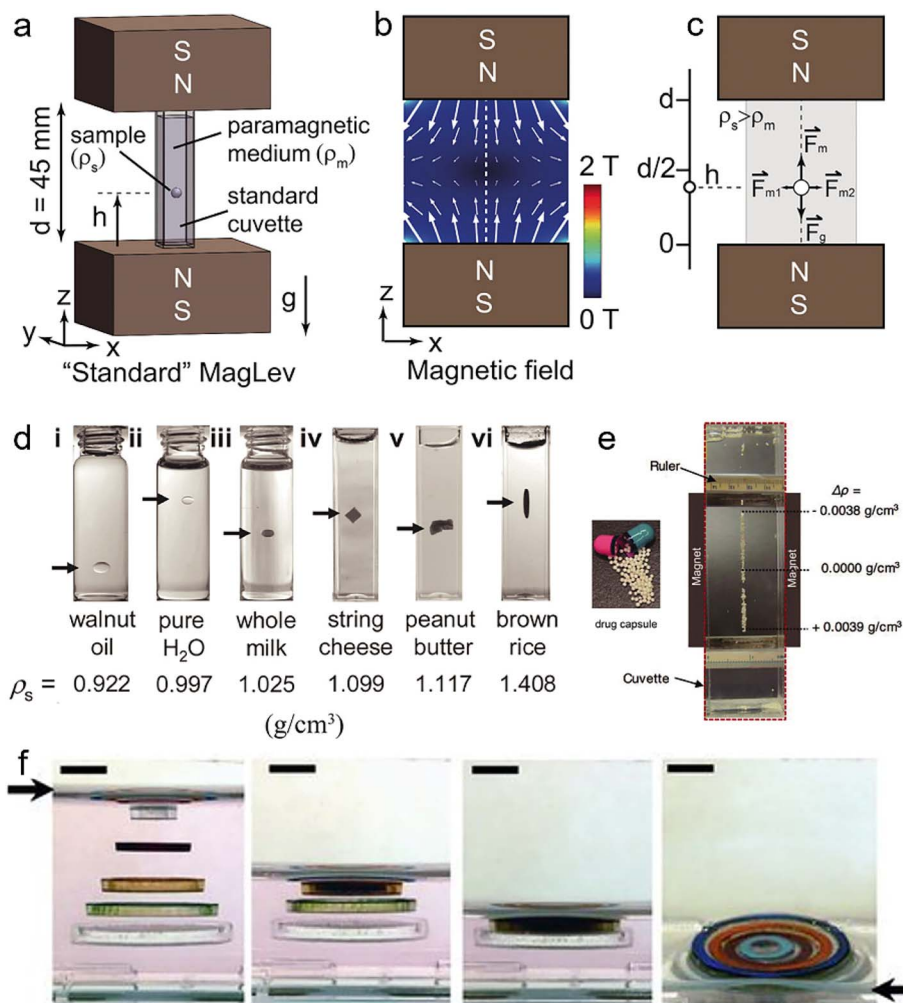 a
S
N
d = 45 mm
sample
(ρₛ)
paramagnetic
medium (ρₘ)
h
standard
cuvette
N
S
g
z
y
x
"Standard" MagLev
b
S
N
2 T
0 T
N
S
z
x
Magnetic field
c
S
N
d
ρₛ>ρₘ
F⃗ₘ
d/2
h
F⃗ₘ₁
F⃗ₘ₂
0
F⃗g
N
S
d
i
ii
iii
iv
v
vi
walnut
oil
pure
H₂O
whole
milk
string
cheese
peanut
butter
brown
rice
ρₛ = 0.922 0.997 1.025 1.099 1.117 1.408
(g/cm³)
e
Ruler
Δρ =
- 0.0038 g/cm³
Magnet
Magnet
0.0000 g/cm³
drug capsule
+ 0.0039 g/cm³
Cuvette
f